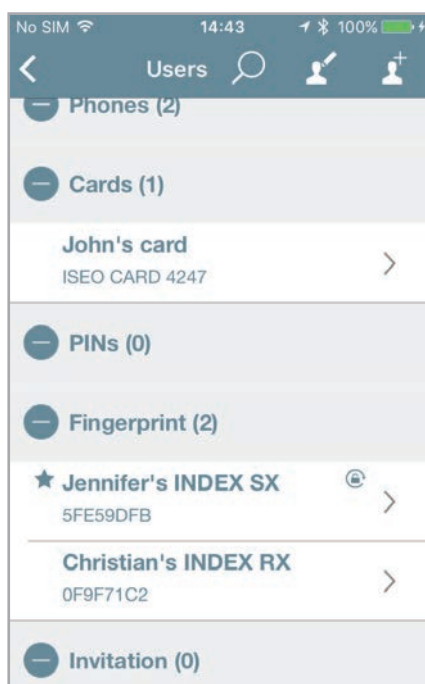 No SIM 14:43 100%
Users
Phones (2)
Cards (1)
John's card
ISEO CARD 4247
PINs (0)
Fingerprint (2)
Jennifer's INDEX SX
5FE59DFB
Christian's INDEX RX
0F9F71C2
Invitation (0)